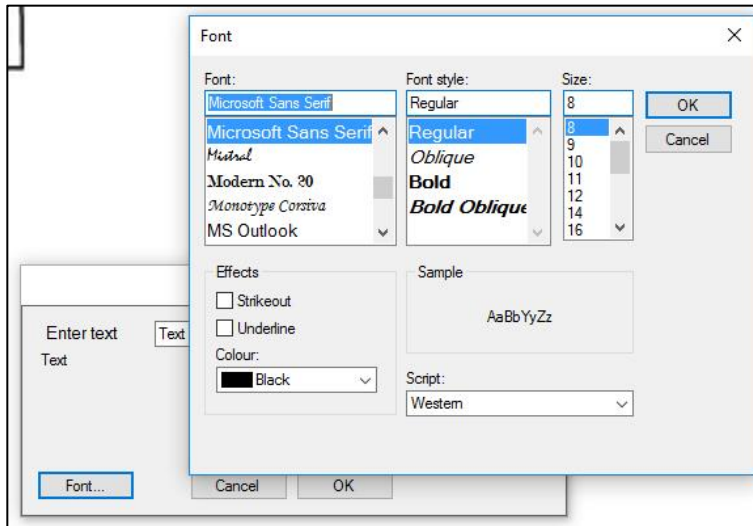 Font
Font:
Microsoft Sans Serif
Microsoft Sans Serif
Mistral
Modern No. 20
Monotype Corsiva
MS Outlook
Font style:
Regular
Regular
Oblique
Bold
Bold Oblique
Size:
8
8
9
10
11
12
14
16
OK
Cancel
Effects
Strikeout
Underline
Colour:
Black
Sample
AaBbYyZz
Script:
Western
Enter text
Text
Text
Font...
Cancel
OK